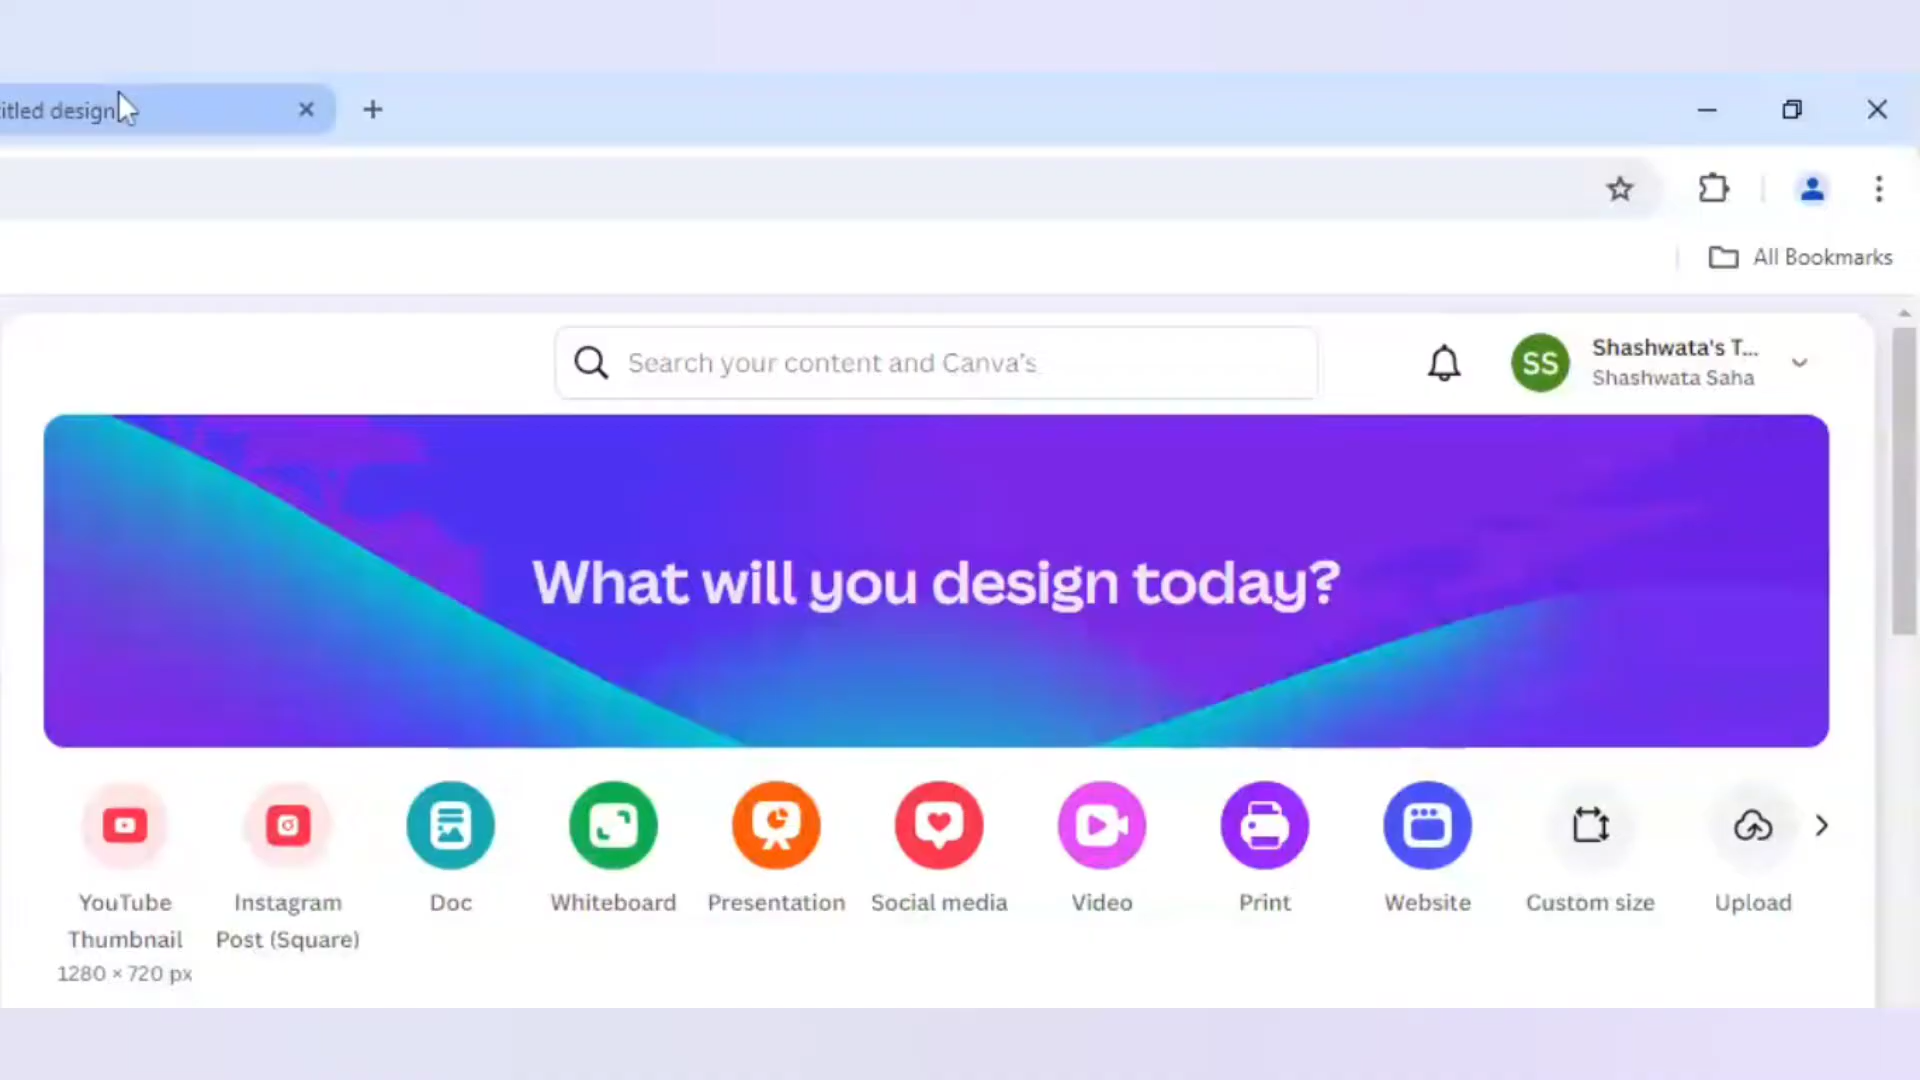 itled design
All Bookmarks
Search your content and Canva's
SS
Shashwata's T...
Shashwata Saha
What will you design today?
YouTube
Thumbnail
1280 × 720 px
Instagram
Post (Square)
Doc
Whiteboard
Presentation
Social media
Video
Print
Website
Custom size
Upload